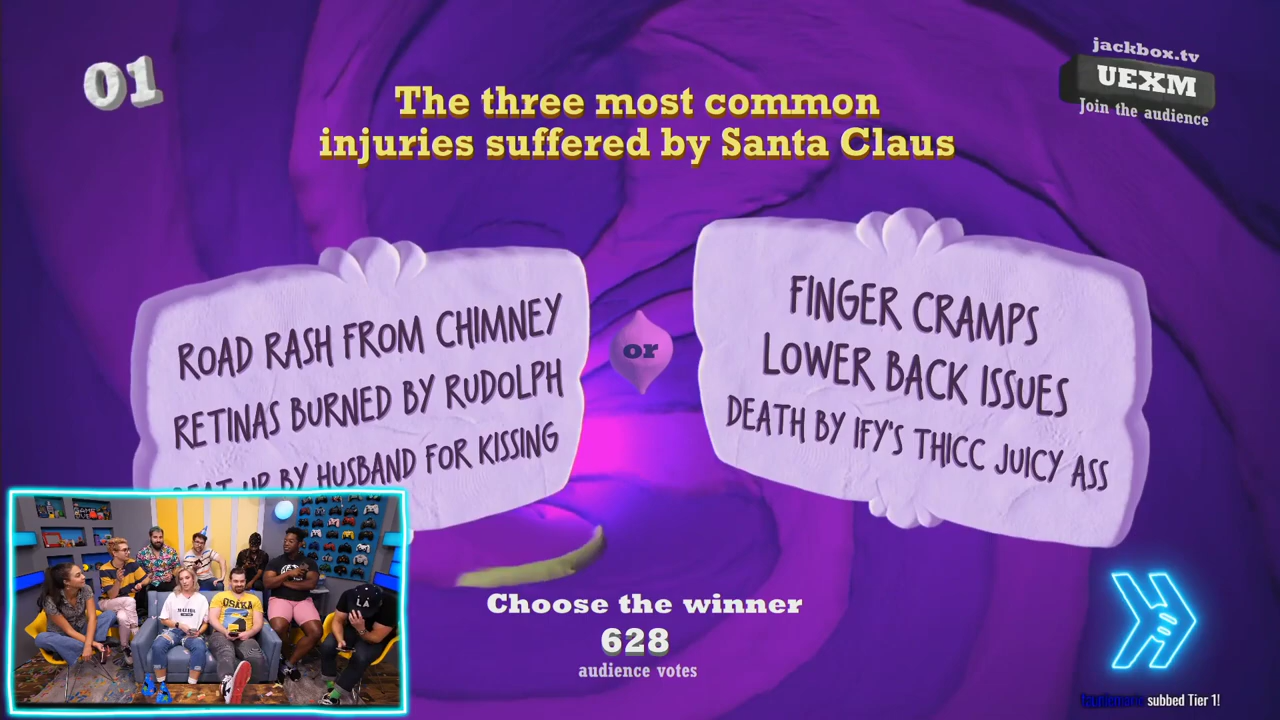 01
jackbox.tv
UEXM
Join the audience
The three most common
injuries suffered by Santa Claus
ROAD RASH FROM CHIMNEY
RETINAS BURNED BY RUDOLPH
BY HUSBAND FOR KISSING
or
FINGER CRAMPS
LOWER BACK ISSUES
DEATH BY IFY'S THICC JUICY ASS
Choose the winner
628
audience votes
OSAKA
LA
subbed Tier 1!